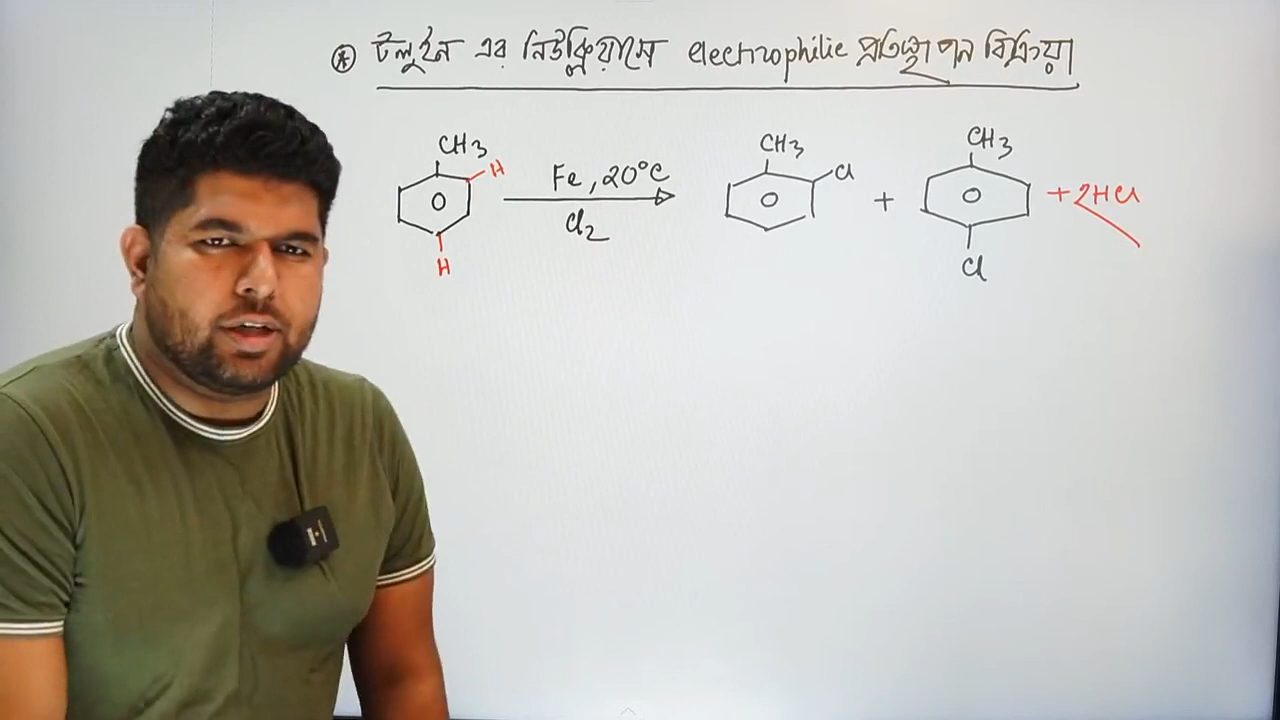 * টলুইন এর নিউক্লিয়াসে electrophilic প্রতিস্থাপন বিক্রিয়া
CH3 H Fe, 20°C CH3 Cl CH3
Cl2 + + 2HCl
H Cl